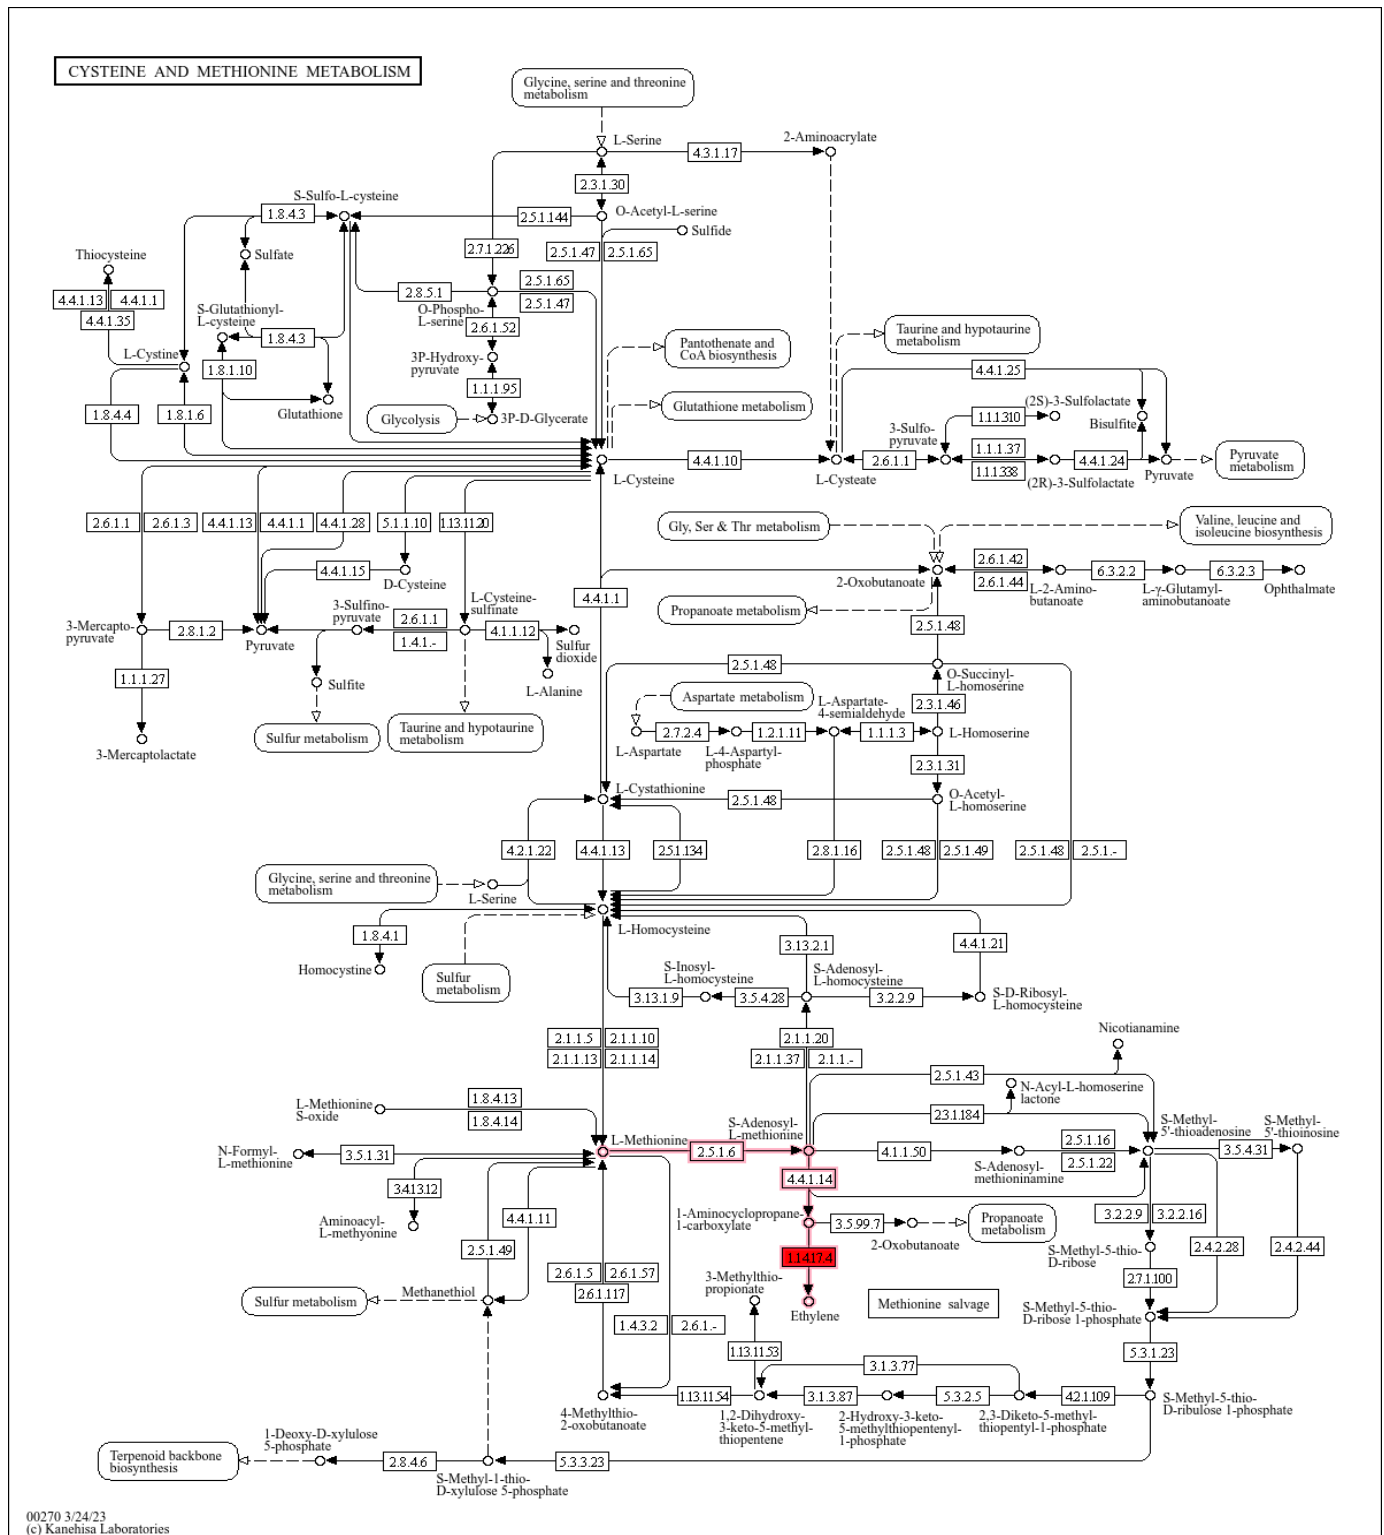 CYSTEINE AND METHIONINE METABOLISM
Glycine, serine and threonine
metabolism
L-Serine
2-Aminoacrylate
4.3.1.17
2.3.1.30
S-Sulfo-L-cysteine
1.8.4.3
2.5.1.144
O-Acetyl-L-serine
Sulfide
Sulfate
2.7.1.226
2.5.1.47
2.5.1.65
Thiocysteine
4.4.1.13
4.4.1.1
4.4.1.35
2.8.5.1
2.5.1.65
2.5.1.47
S-Glutathionyl-
L-cysteine
O-Phospho-
L-serine
2.6.1.52
1.8.4.3
L-Cystine
1.8.1.10
3P-Hydroxy-
pyruvate
1.1.1.95
Pantothenate and
CoA biosynthesis
Taurine and hypotaurine
metabolism
4.4.1.25
1.8.4.4
1.8.1.6
Glutathione
Glycolysis
3P-D-Glycerate
Glutathione metabolism
(2S)-3-Sulfolactate
1.1.1.310
Bisulfite
3-Sulfo-
pyruvate
4.4.1.10
2.6.1.1
1.1.1.37
1.1.1.338
4.4.1.24
Pyruvate
metabolism
L-Cysteine
L-Cysteate
(2R)-3-Sulfolactate
Pyruvate
2.6.1.1
2.6.1.3
4.4.1.13
4.4.1.1
4.4.1.28
5.1.1.10
1.13.11.20
Gly, Ser & Thr metabolism
Valine, leucine and
isoleucine biosynthesis
4.4.1.15
D-Cysteine
2-Oxobutanoate
2.6.1.42
2.6.1.44
L-2-Amino-
butanoate
6.3.2.2
L-γ-Glutamyl-
aminobutanoate
6.3.2.3
Ophthalmate
4.4.1.1
Propanoate metabolism
2.5.1.48
3-Mercapto-
pyruvate
2.8.1.2
Pyruvate
3-Sulfino-
pyruvate
2.6.1.1
1.4.1.-
L-Cysteine-
sulfinate
4.1.1.12
Sulfur
dioxide
L-Alanine
1.1.1.27
Sulfite
2.5.1.48
O-Succinyl-
L-homoserine
Aspartate metabolism
L-Aspartate-
4-semialdehyde
2.3.1.46
3-Mercaptolactate
Sulfur metabolism
Taurine and hypotaurine
metabolism
L-Aspartate
2.7.2.4
L-4-Aspartyl-
phosphate
1.2.1.11
1.1.1.3
L-Homoserine
2.3.1.31
L-Cystathionine
2.5.1.48
O-Acetyl-
L-homoserine
4.2.1.22
4.4.1.13
2.5.1.134
2.8.1.16
2.5.1.48
2.5.1.49
2.5.1.48
2.5.1.-
Glycine, serine and threonine
metabolism
L-Serine
L-Homocysteine
1.8.4.1
Homocystine
Sulfur
metabolism
3.13.2.1
4.4.1.21
S-Inosyl-
L-homocysteine
S-Adenosyl-
L-homocysteine
3.13.1.9
3.5.4.28
3.2.2.9
S-D-Ribosyl-
L-homocysteine
2.1.1.5
2.1.1.10
2.1.1.13
2.1.1.14
2.1.1.20
2.1.1.37
2.1.1.-
Nicotianamine
2.5.1.43
N-Acyl-L-homoserine
lactone
L-Methionine
S-oxide
1.8.4.13
1.8.4.14
2.3.1.184
N-Formyl-
L-methionine
3.5.1.31
L-Methionine
2.5.1.6
S-Adenosyl-
L-methionine
4.1.1.50
S-Adenosyl-
methioninamine
2.5.1.16
2.5.1.22
S-Methyl-
5'-thioadenosine
3.5.4.31
S-Methyl-
5'-thioinosine
3.4.13.12
4.4.1.14
Aminoacyl-
L-methyonine
4.4.1.11
2.5.1.49
1-Aminocyclopropane-
1-carboxylate
3.5.99.7
2-Oxobutanoate
Propanoate
metabolism
3.2.2.9
3.2.2.16
2.4.2.28
2.4.2.44
S-Methyl-5-thio-
D-ribose
1.14.17.4
2.6.1.5
2.6.1.57
2.6.1.117
2.7.1.100
3-Methylthio-
propionate
Ethylene
Methionine salvage
Sulfur metabolism
Methanethiol
S-Methyl-5-thio-
D-ribose 1-phosphate
1.4.3.2
2.6.1.-
1.13.11.53
3.1.3.77
5.3.1.23
4-Methylthio-
2-oxobutanoate
1.13.11.54
1,2-Dihydroxy-
3-keto-5-methyl-
thiopentene
3.1.3.87
2-Hydroxy-3-keto-
5-methylthiopentenyl-
1-phosphate
5.3.2.5
2,3-Diketo-5-methyl-
thiopentyl-1-phosphate
4.2.1.109
S-Methyl-5-thio-
D-ribulose 1-phosphate
Terpenoid backbone
biosynthesis
1-Deoxy-D-xylulose
5-phosphate
2.8.4.6
S-Methyl-1-thio-
D-xylulose 5-phosphate
5.3.3.23
00270 3/24/23
(c) Kanehisa Laboratories